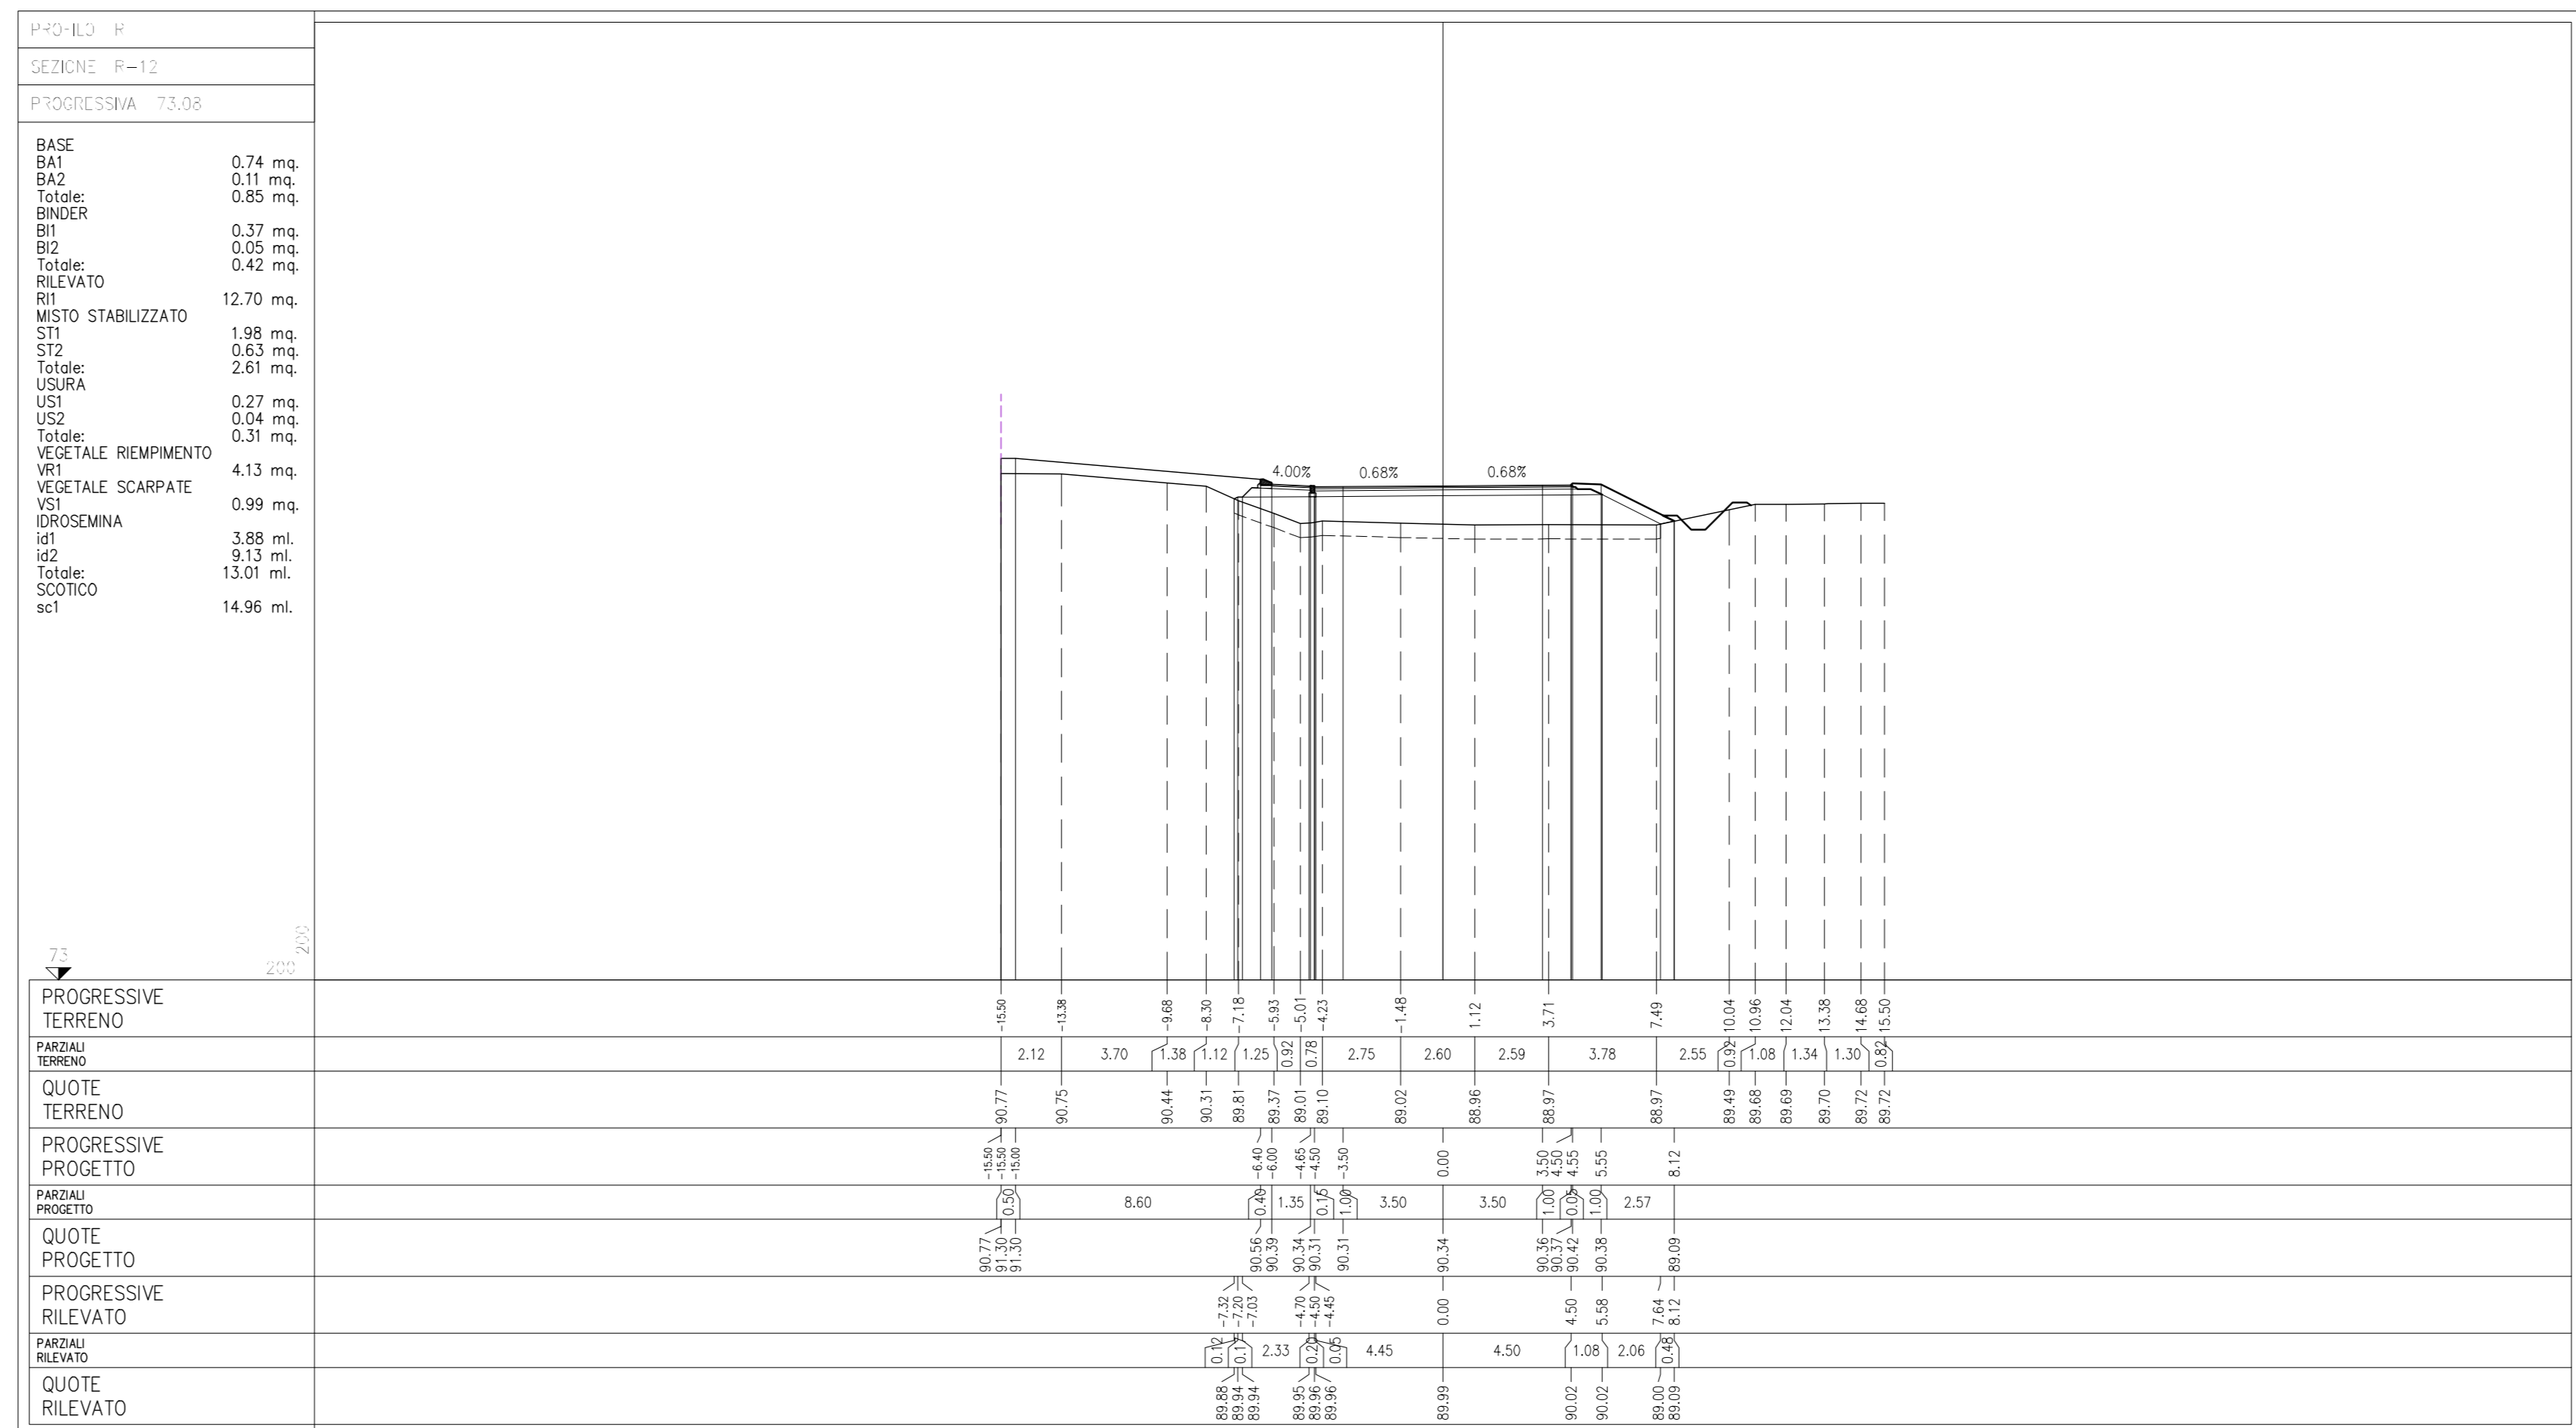 PROFILO R
SEZIONE R-12
PROGRESSIVA 73.08
BASE
BA1 0.74 mq.
BA2 0.11 mq.
Totale: 0.85 mq.
BINDER
BI1 0.37 mq.
BI2 0.05 mq.
Totale: 0.42 mq.
RILEVATO
RI1 12.70 mq.
MISTO STABILIZZATO
ST1 1.98 mq.
ST2 0.63 mq.
Totale: 2.61 mq.
USURA
US1 0.27 mq.
US2 0.04 mq.
Totale: 0.31 mq.
VEGETALE RIEMPIMENTO
VR1 4.13 mq.
VEGETALE SCARPATE
VS1 0.99 mq.
IDROSEMINA
id1 3.88 ml.
id2 9.13 ml.
Totale: 13.01 ml.
SCOTICO
sc1 14.96 ml.
4.00% 0.68% 0.68%
73 200 200
PROGRESSIVE
TERRENO
-15.50 -13.38 -9.68 -8.30 -7.18 -5.93 -5.01 -4.23 -1.48 1.12 3.71 7.49 10.04 10.96 12.04 13.38 14.68 15.50
PARZIALI
TERRENO
2.12 3.70 1.38 1.12 1.25 0.92 0.78 2.75 2.60 2.59 3.78 2.55 0.92 1.08 1.34 1.30 0.82
QUOTE
TERRENO
90.77 90.75 90.44 90.31 89.81 89.37 89.01 89.10 89.02 88.96 88.97 88.97 89.49 89.68 89.69 89.70 89.72 89.72
PROGRESSIVE
PROGETTO
-15.50 -15.50 -15.00 -6.40 -6.00 -4.65 -4.50 -3.50 0.00 3.50 4.50 4.55 5.55 8.12
PARZIALI
PROGETTO
0.50 8.60 0.40 1.35 0.15 1.00 3.50 3.50 1.00 0.05 1.00 2.57
QUOTE
PROGETTO
90.77 91.30 91.30 90.56 90.39 90.34 90.31 90.31 90.34 90.36 90.37 90.42 90.38 89.09
PROGRESSIVE
RILEVATO
-7.32 -7.20 -7.03 -4.70 -4.50 -4.45 0.00 4.50 5.58 7.64 8.12
PARZIALI
RILEVATO
0.12 0.17 2.33 0.20 0.05 4.45 4.50 1.08 2.06 0.48
QUOTE
RILEVATO
89.88 89.94 89.94 89.95 89.96 89.96 89.99 90.02 90.02 89.00 89.09